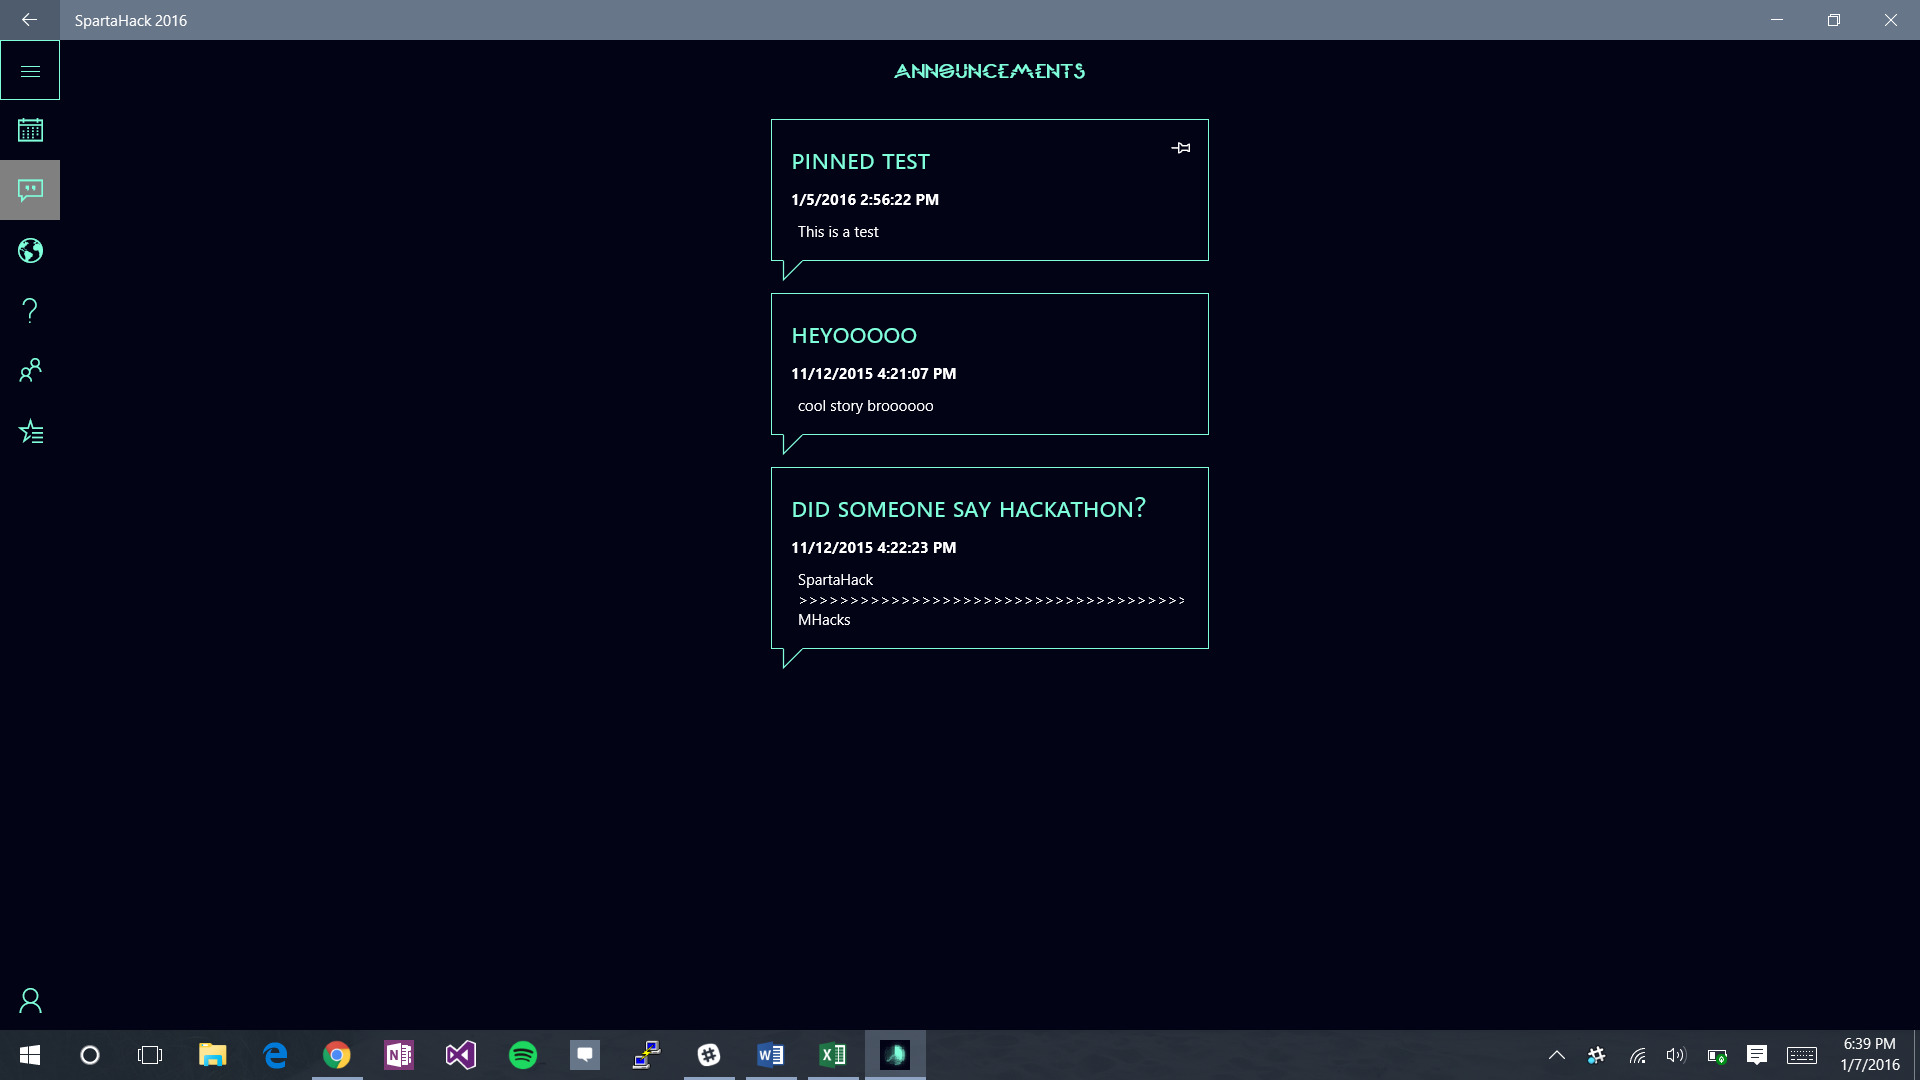 SpartaHack 2016
ANNOUNCEMENTS
PINNED TEST
1/5/2016 2:56:22 PM
This is a test
HEYOOOOO
11/12/2015 4:21:07 PM
cool story broooooo
DID SOMEONE SAY HACKATHON?
11/12/2015 4:22:23 PM
SpartaHack
>>>>>>>>>>>>>>>>>>>>>>>>>>>>>>>>>>>>>>
MHacks
6:39 PM
1/7/2016